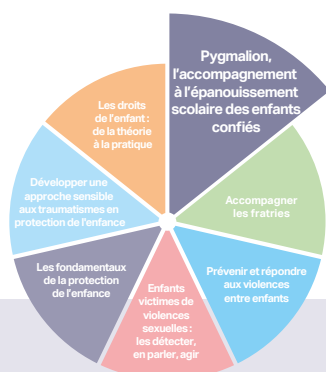 Pygmalion,
l'accompagnement
à l'épanouissement
scolaire des enfants
confiés
Accompagner
les fratries
Prévenir et répondre
aux violences
entre enfants
Enfants
victimes de
violences
sexuelles :
les détecter,
en parler, agir
Les fondamentaux
de la protection
de l'enfance
Développer une
approche sensible
aux traumatismes en
protection de l'enfance
Les droits
de l'enfant :
de la théorie
à la pratique